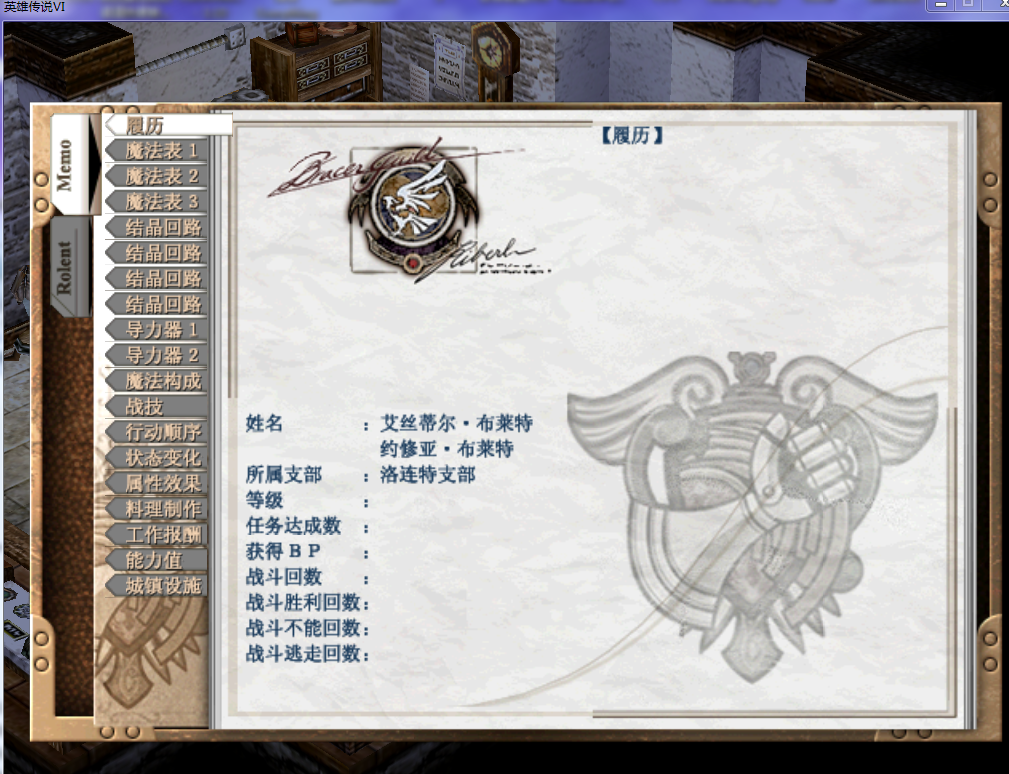 英雄传说VI
Memo
Rolent
履历
魔法表 1
魔法表 2
魔法表 3
结晶回路
结晶回路
结晶回路
结晶回路
导力器 1
导力器 2
魔法构成
战技
行动顺序
状态变化
属性效果
料理制作
工作报酬
能力值
城镇设施
【履历】
Bracer Guild
Liberl
姓名 : 艾丝蒂尔·布莱特
约修亚·布莱特
所属支部 : 洛连特支部
等级 :
任务达成数 :
获得BP :
战斗回数 :
战斗胜利回数:
战斗不能回数:
战斗逃走回数: